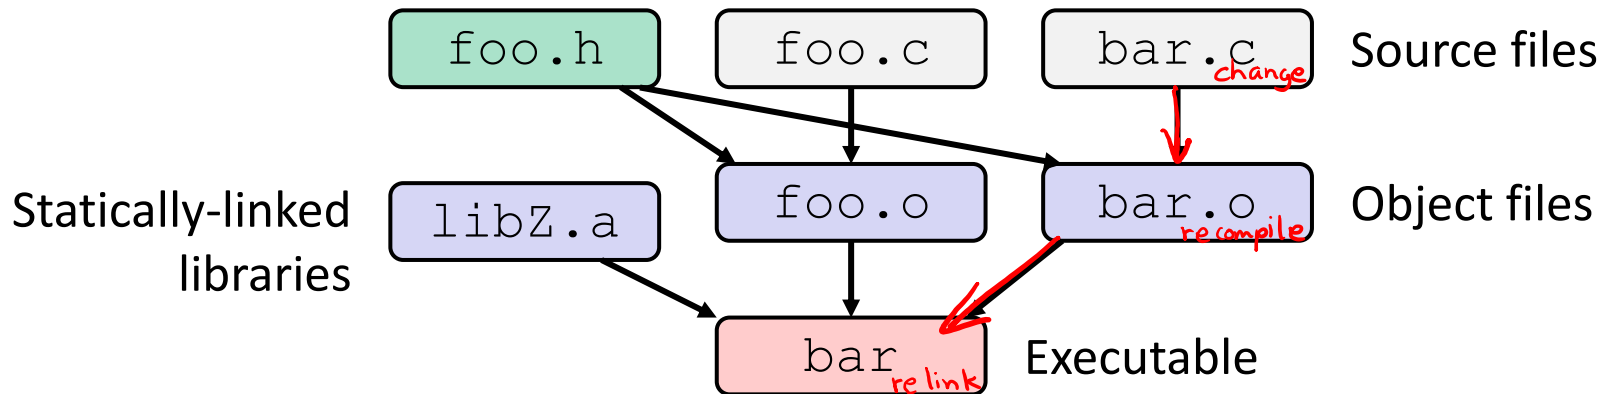 foo.h
foo.c
bar.c
change
Source files
Statically-linked
libraries
libZ.a
foo.o
bar.o
recompile
Object files
bar
relink
Executable